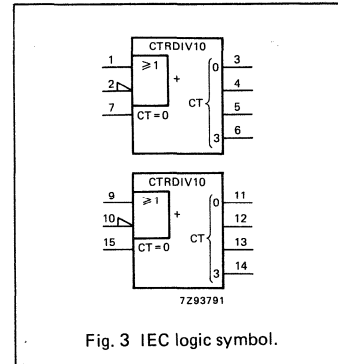 CTRDIV10
1 ≥1 + 0 3
2 4
7 CT=0 CT 5
3 6
CTRDIV10
9 ≥1 + 0 11
10 12
15 CT=0 CT 13
3 14
7Z93791
Fig. 3 IEC logic symbol.